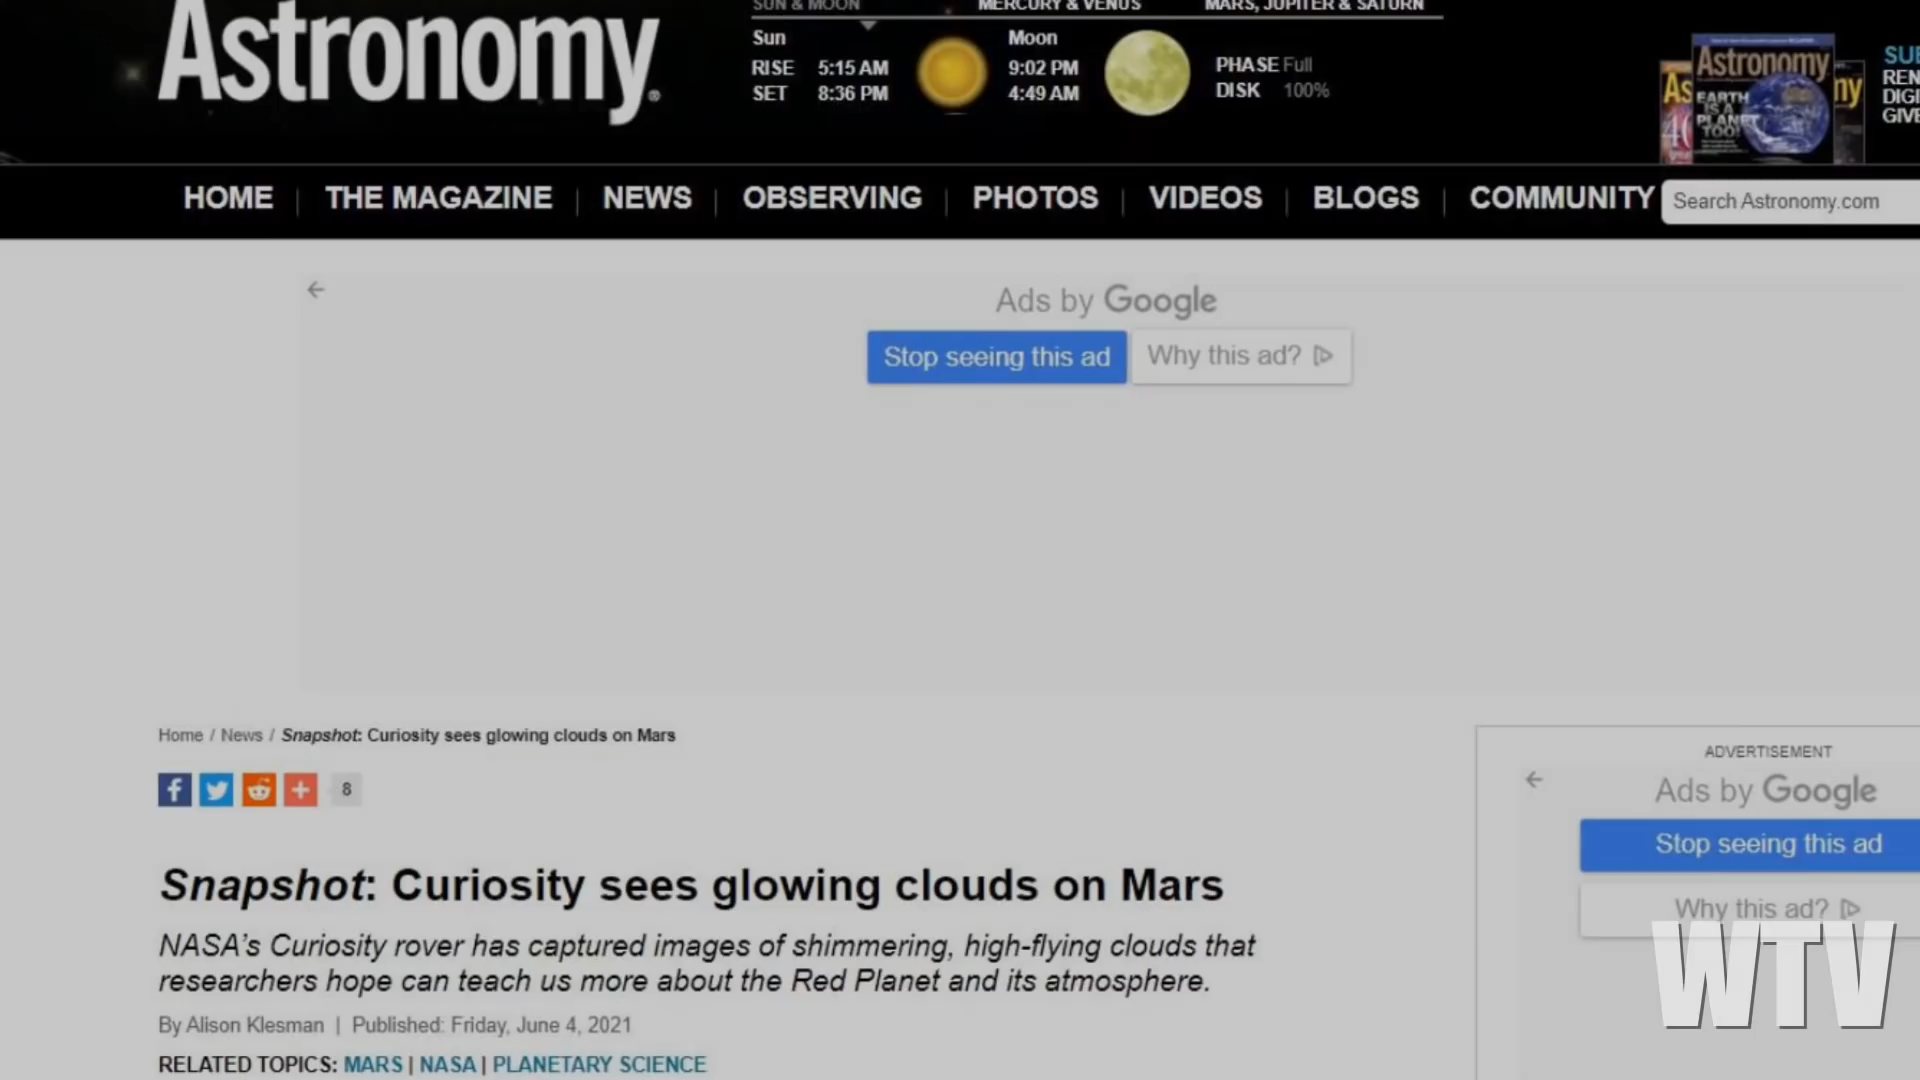 SUN & MOON MERCURY & VENUS MARS, JUPITER & SATURN
Astronomy
Sun
RISE 5:15 AM
SET 8:36 PM
Moon
9:02 PM
4:49 AM
PHASE Full
DISK 100%
Astronomy
EARTH
IS A
PLANET
TOO!
HOME | THE MAGAZINE | NEWS | OBSERVING | PHOTOS | VIDEOS | BLOGS | COMMUNITY
Search Astronomy.com
Ads by Google
Stop seeing this ad
Why this ad?
Home / News / Snapshot: Curiosity sees glowing clouds on Mars
8
Snapshot: Curiosity sees glowing clouds on Mars
NASA's Curiosity rover has captured images of shimmering, high-flying clouds that
researchers hope can teach us more about the Red Planet and its atmosphere.
By Alison Klesman | Published: Friday, June 4, 2021
RELATED TOPICS: MARS | NASA | PLANETARY SCIENCE
ADVERTISEMENT
Ads by Google
Stop seeing this ad
Why this ad?
WTV